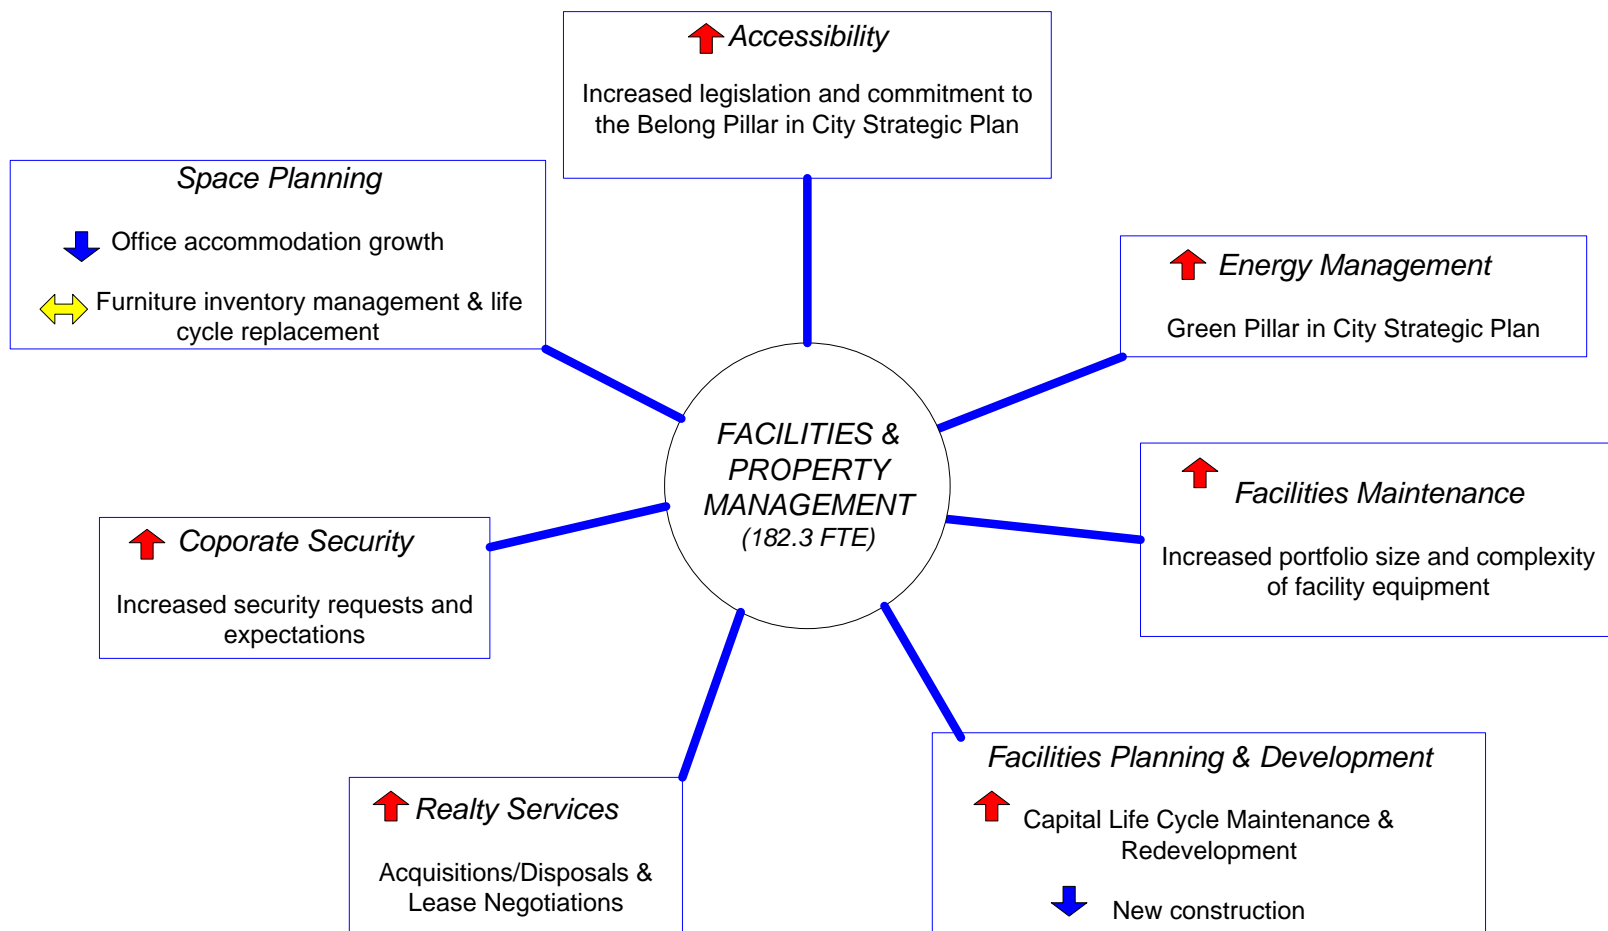 Accessibility
Increased legislation and commitment to
the Belong Pillar in City Strategic Plan
Space Planning
Office accommodation growth
Furniture inventory management & life
cycle replacement
Energy Management
Green Pillar in City Strategic Plan
FACILITIES &
PROPERTY
MANAGEMENT
(182.3 FTE)
Facilities Maintenance
Increased portfolio size and complexity
of facility equipment
Coporate Security
Increased security requests and
expectations
Facilities Planning & Development
Capital Life Cycle Maintenance &
Redevelopment
New construction
Realty Services
Acquisitions/Disposals &
Lease Negotiations